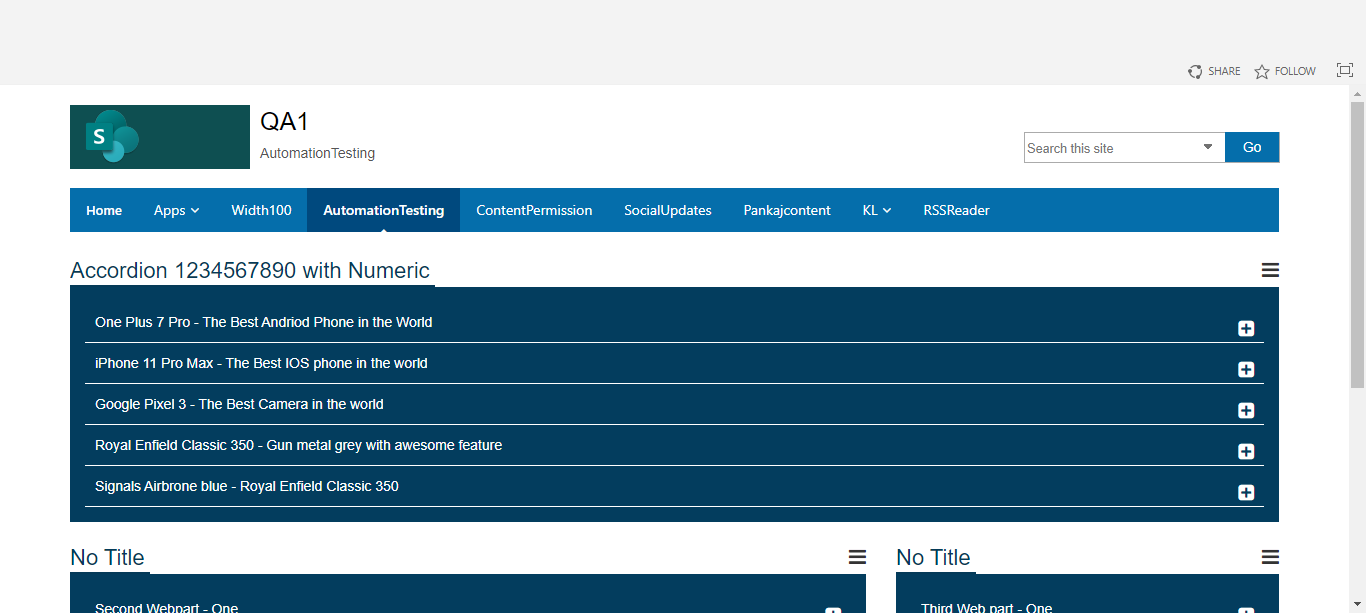 SHARE FOLLOW
S
QA1
AutomationTesting
Search this site Go
Home Apps Width100 AutomationTesting ContentPermission SocialUpdates Pankajcontent KL RSSReader
Accordion 1234567890 with Numeric
One Plus 7 Pro - The Best Andriod Phone in the World
iPhone 11 Pro Max - The Best IOS phone in the world
Google Pixel 3 - The Best Camera in the world
Royal Enfield Classic 350 - Gun metal grey with awesome feature
Signals Airbrone blue - Royal Enfield Classic 350
No Title
Second Webpart - One
No Title
Third Web part - One